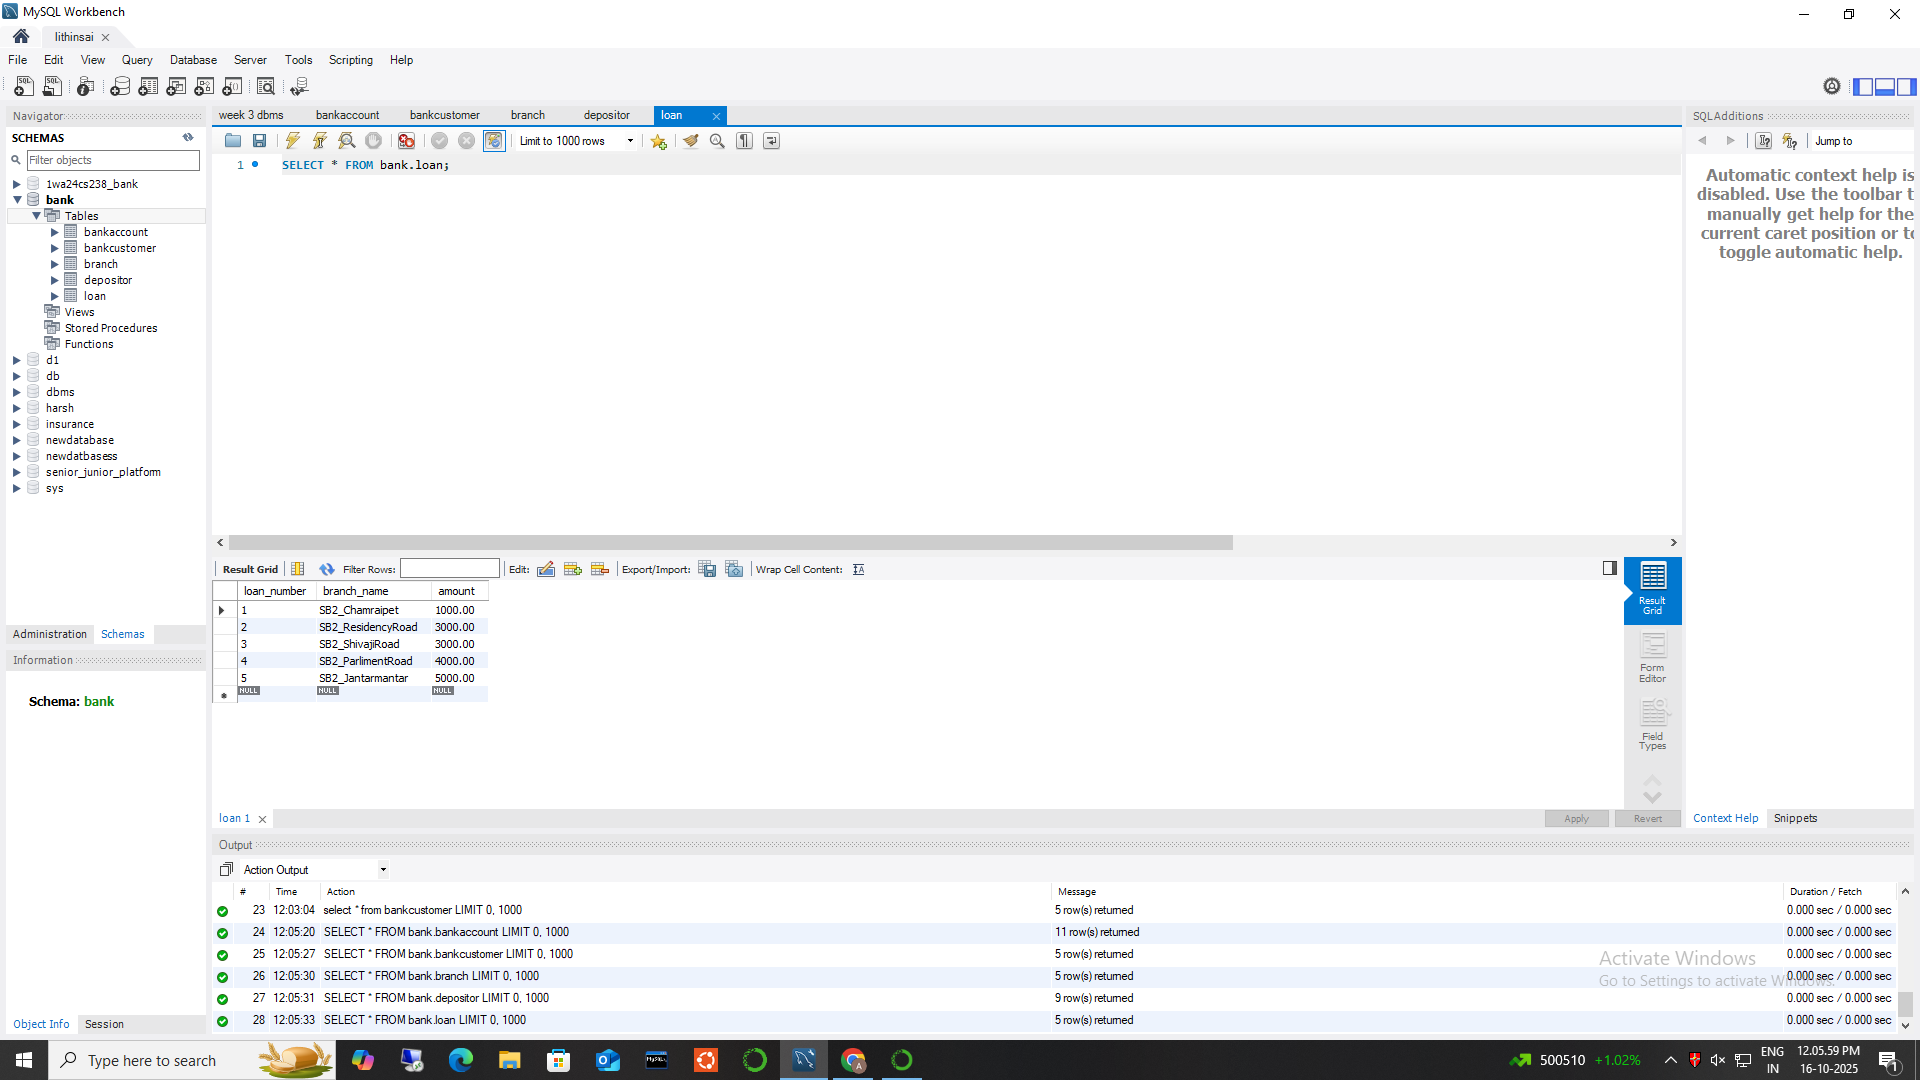 MySQL Workbench
lithinsai
File Edit View Query Database Server Tools Scripting Help
Navigator
SCHEMAS
Filter objects
1wa24cs238_bank
bank
Tables
bankaccount
bankcustomer
branch
depositor
loan
Views
Stored Procedures
Functions
d1
db
dbms
harsh
insurance
newdatabase
newdatbasess
senior_junior_platform
sys
Administration Schemas
Information
Schema: bank
Object Info Session
week 3 dbms bankaccount bankcustomer branch depositor loan
Limit to 1000 rows
1 SELECT * FROM bank.loan;
Result Grid Filter Rows: Edit: Export/Import: Wrap Cell Content:
loan_number branch_name amount
1 SB2_Chamraipet 1000.00
2 SB2_ResidencyRoad 3000.00
3 SB2_ShivajiRoad 3000.00
4 SB2_ParlimentRoad 4000.00
5 SB2_Jantarmantar 5000.00
NULL NULL NULL
Result
Grid
Form
Editor
Field
Types
loan 1 Apply Revert
SQLAdditions
Jump to
Automatic context help is
disabled. Use the toolbar t
manually get help for the
current caret position or to
toggle automatic help.
Context Help Snippets
Output
Action Output
# Time Action Message Duration / Fetch
23 12:03:04 select * from bankcustomer LIMIT 0, 1000 5 row(s) returned 0.000 sec / 0.000 sec
24 12:05:20 SELECT * FROM bank.bankaccount LIMIT 0, 1000 11 row(s) returned 0.000 sec / 0.000 sec
25 12:05:27 SELECT * FROM bank.bankcustomer LIMIT 0, 1000 5 row(s) returned 0.000 sec / 0.000 sec
26 12:05:30 SELECT * FROM bank.branch LIMIT 0, 1000 5 row(s) returned 0.000 sec / 0.000 sec
27 12:05:31 SELECT * FROM bank.depositor LIMIT 0, 1000 9 row(s) returned 0.000 sec / 0.000 sec
28 12:05:33 SELECT * FROM bank.loan LIMIT 0, 1000 5 row(s) returned 0.000 sec / 0.000 sec
Activate Windows
Go to Settings to activate Windows.
Type here to search
500510 +1.02%
ENG
IN
12.05.59 PM
16-10-2025
1